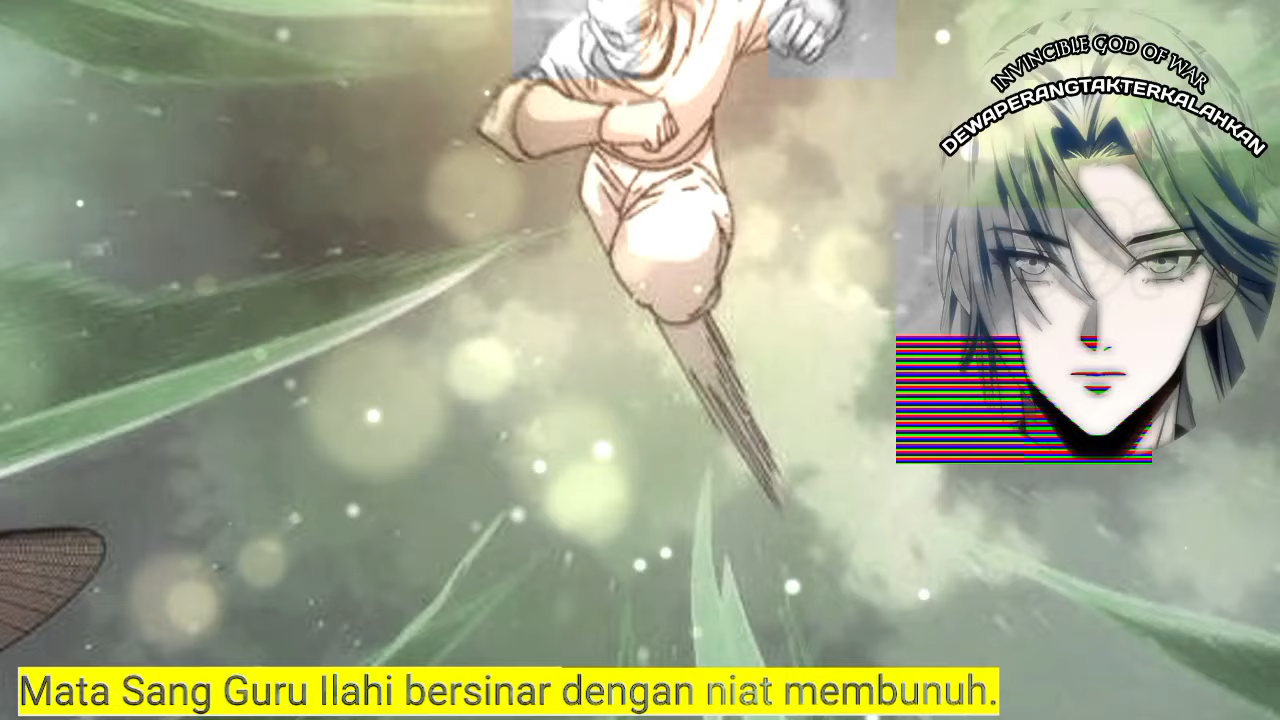 INVINCIBLE GOD OF WAR
DEWAPERANGTAKTERKALAHKAN
Mata Sang Guru Ilahi bersinar dengan niat membunuh.